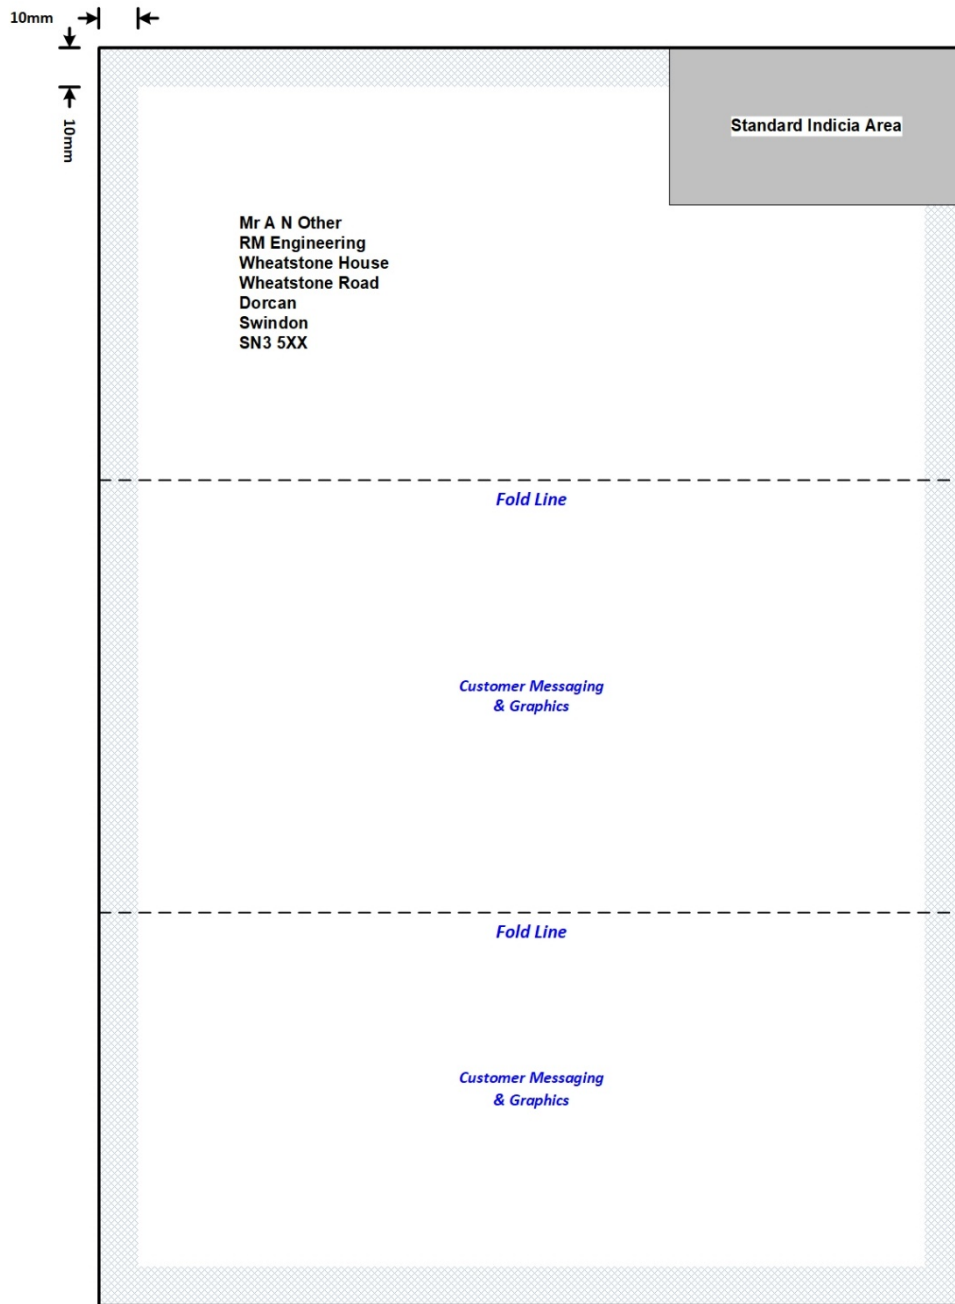 10mm
10mm
Standard Indicia Area
Mr A N Other
RM Engineering
Wheatstone House
Wheatstone Road
Dorcan
Swindon
SN3 5XX
Fold Line
Customer Messaging
& Graphics
Fold Line
Customer Messaging
& Graphics